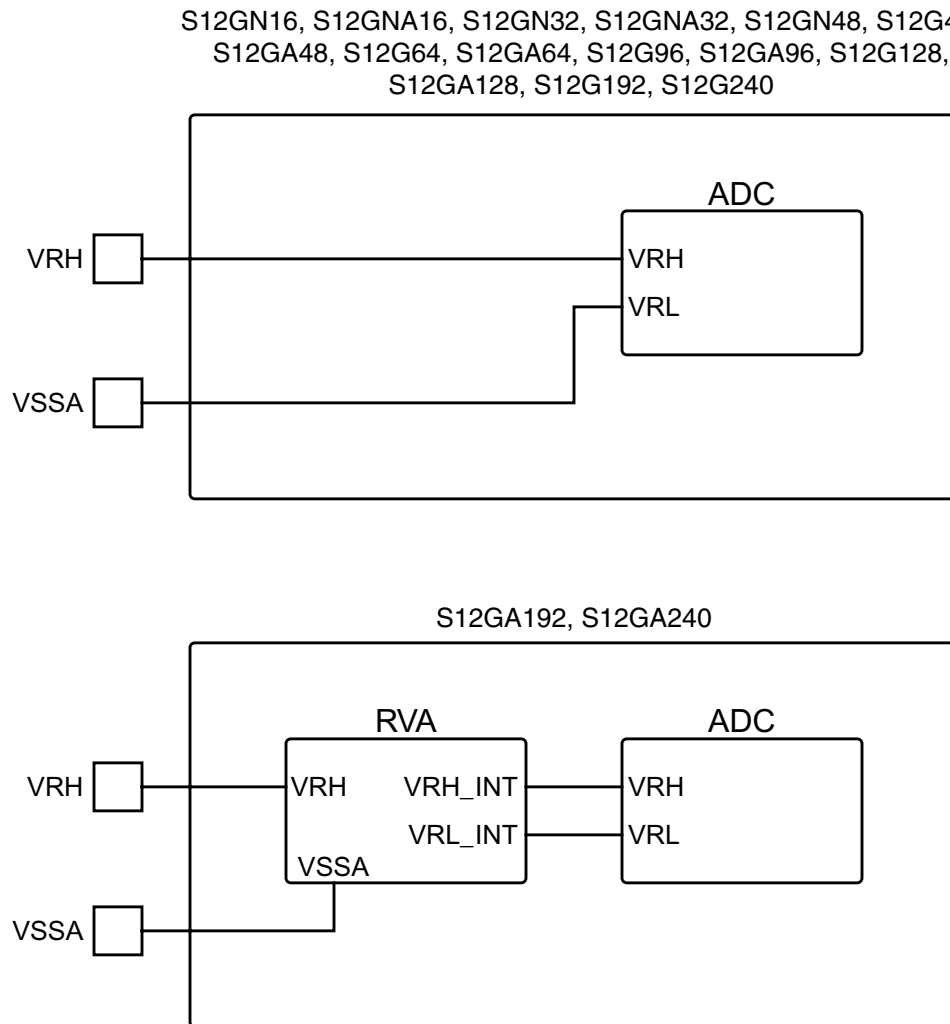 S12GN16, S12GNA16, S12GN32, S12GNA32, S12GN48,
S12GA48, S12G64, S12GA64, S12G96, S12GA96, S12G128,
S12GA128, S12G192, S12G240
ADC
VRH
VRH
VRL
VSSA
S12GA192, S12GA240
RVA
ADC
VRH
VRH
VRH_INT
VRH
VRL_INT
VRL
VSSA
VSSA